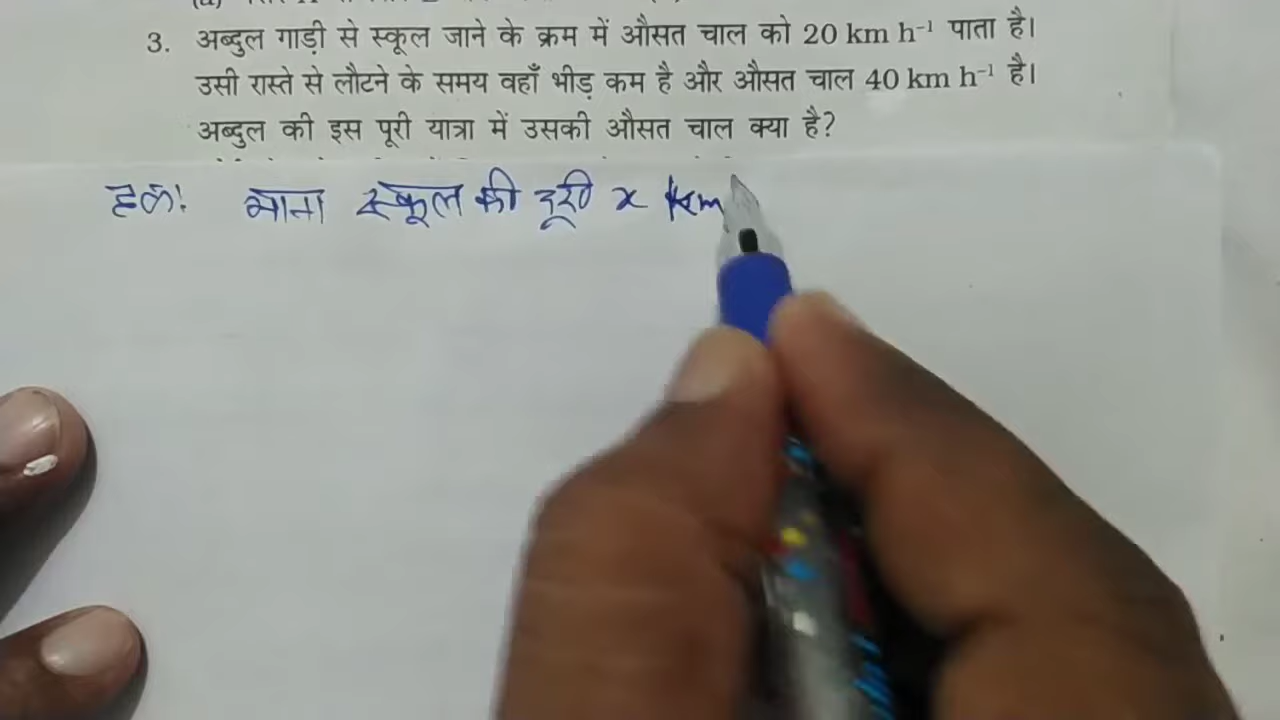 3. अब्दुल गाड़ी से स्कूल जाने के क्रम में औसत चाल को 20 km h⁻¹ पाता है।
उसी रास्ते से लौटने के समय वहाँ भीड़ कम है और औसत चाल 40 km h⁻¹ है।
अब्दुल की इस पूरी यात्रा में उसकी औसत चाल क्या है?
हल: माना स्कूल की दूरी x km